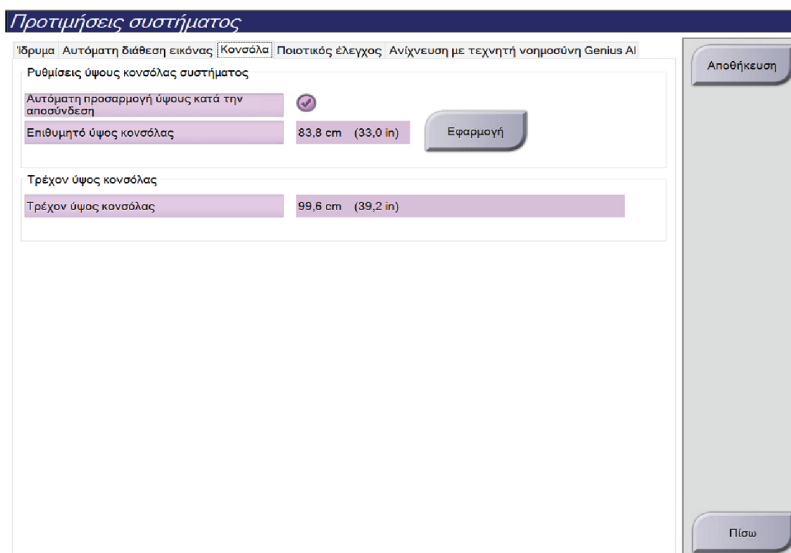 Προτιμήσεις συστήματος
Ίδρυμα Αυτόματη διάθεση εικόνας Κονσόλα Ποιοτικός έλεγχος Ανίχνευση με τεχνητή νοημοσύνη Genius AI
Αποθήκευση
Ρυθμίσεις ύψους κονσόλας συστήματος
Αυτόματη προσαρμογή ύψους κατά την
αποσύνδεση
Επιθυμητό ύψος κονσόλας 83,8 cm (33,0 in) Εφαρμογή
Τρέχον ύψος κονσόλας
Τρέχον ύψος κονσόλας 99,6 cm (39,2 in)
Πίσω